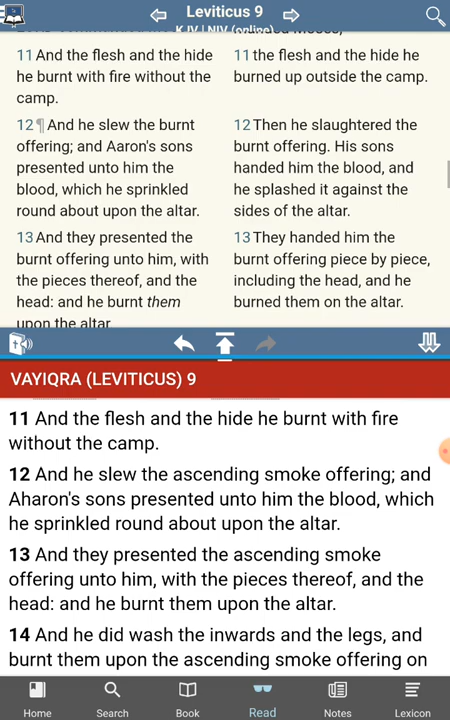 Leviticus 9
KJV | NIV (online)
11 And the flesh and the hide
he burnt with fire without the
camp.
12 ¶ And he slew the burnt
offering; and Aaron's sons
presented unto him the
blood, which he sprinkled
round about upon the altar.
13 And they presented the
burnt offering unto him, with
the pieces thereof, and the
head: and he burnt them
upon the altar
11 the flesh and the hide he
burned up outside the camp.
12 Then he slaughtered the
burnt offering. His sons
handed him the blood, and
he splashed it against the
sides of the altar.
13 They handed him the
burnt offering piece by piece,
including the head, and he
burned them on the altar.
VAYIQRA (LEVITICUS) 9
11 And the flesh and the hide he burnt with fire
without the camp.
12 And he slew the ascending smoke offering; and
Aharon's sons presented unto him the blood, which
he sprinkled round about upon the altar.
13 And they presented the ascending smoke
offering unto him, with the pieces thereof, and the
head: and he burnt them upon the altar.
14 And he did wash the inwards and the legs, and
burnt them upon the ascending smoke offering on
Home
Search
Book
Read
Notes
Lexicon